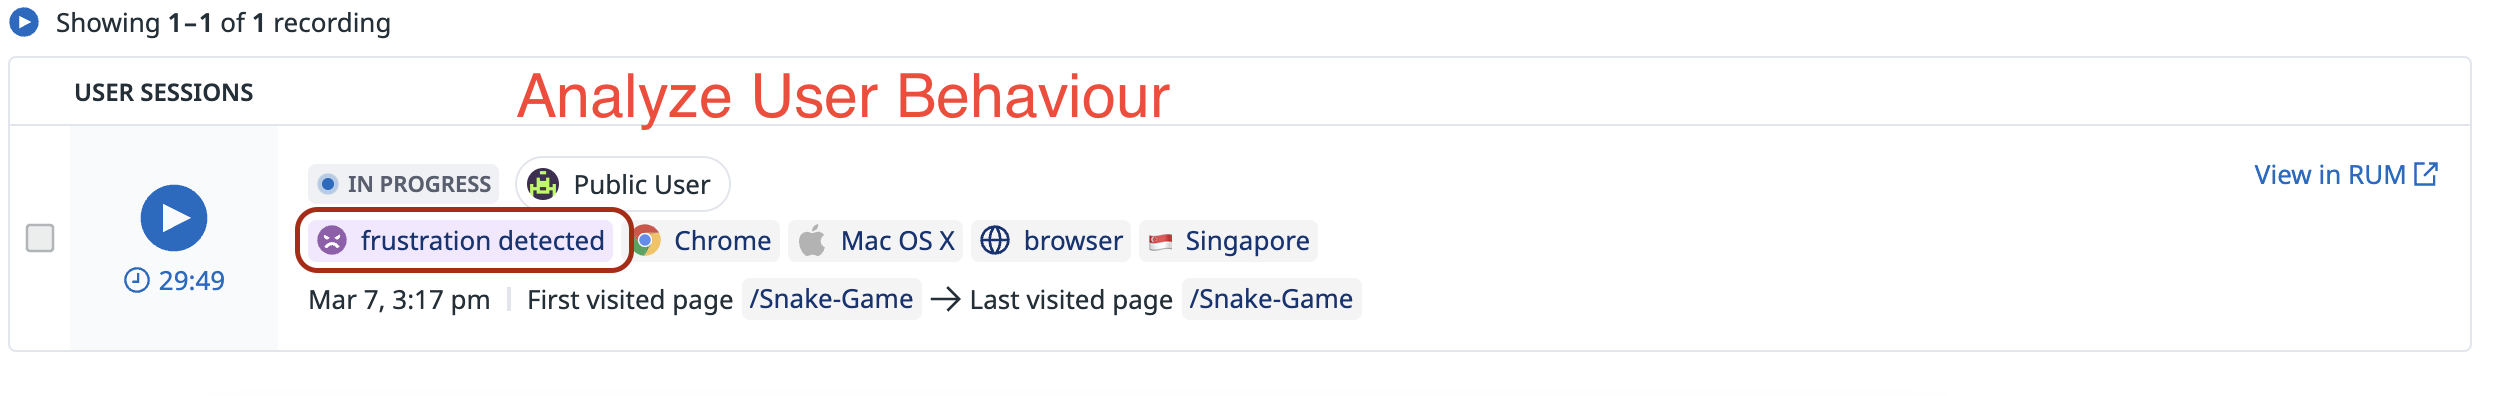 Showing 1–1 of 1 recording
USER SESSIONS
Analyze User Behaviour
IN PROGRESS Public User
View in RUM
frustration detected Chrome Mac OS X browser Singapore
29:49
Mar 7, 3:17 pm First visited page /Snake-Game → Last visited page /Snake-Game